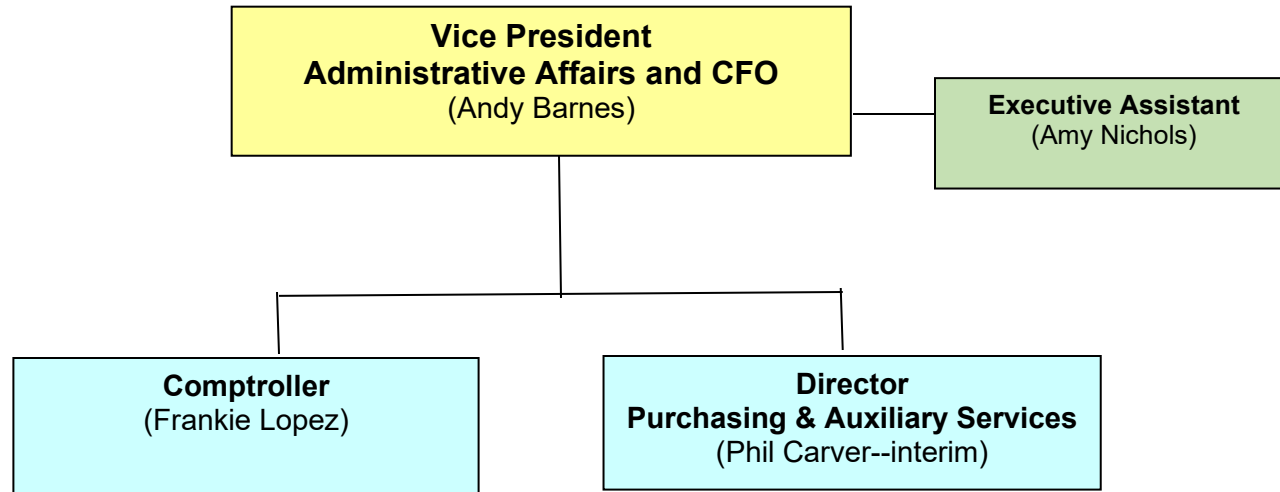 Vice President
Administrative Affairs and CFO
(Andy Barnes)
Executive Assistant
(Amy Nichols)
Comptroller
(Frankie Lopez)
Director
Purchasing & Auxiliary Services
(Phil Carver--interim)